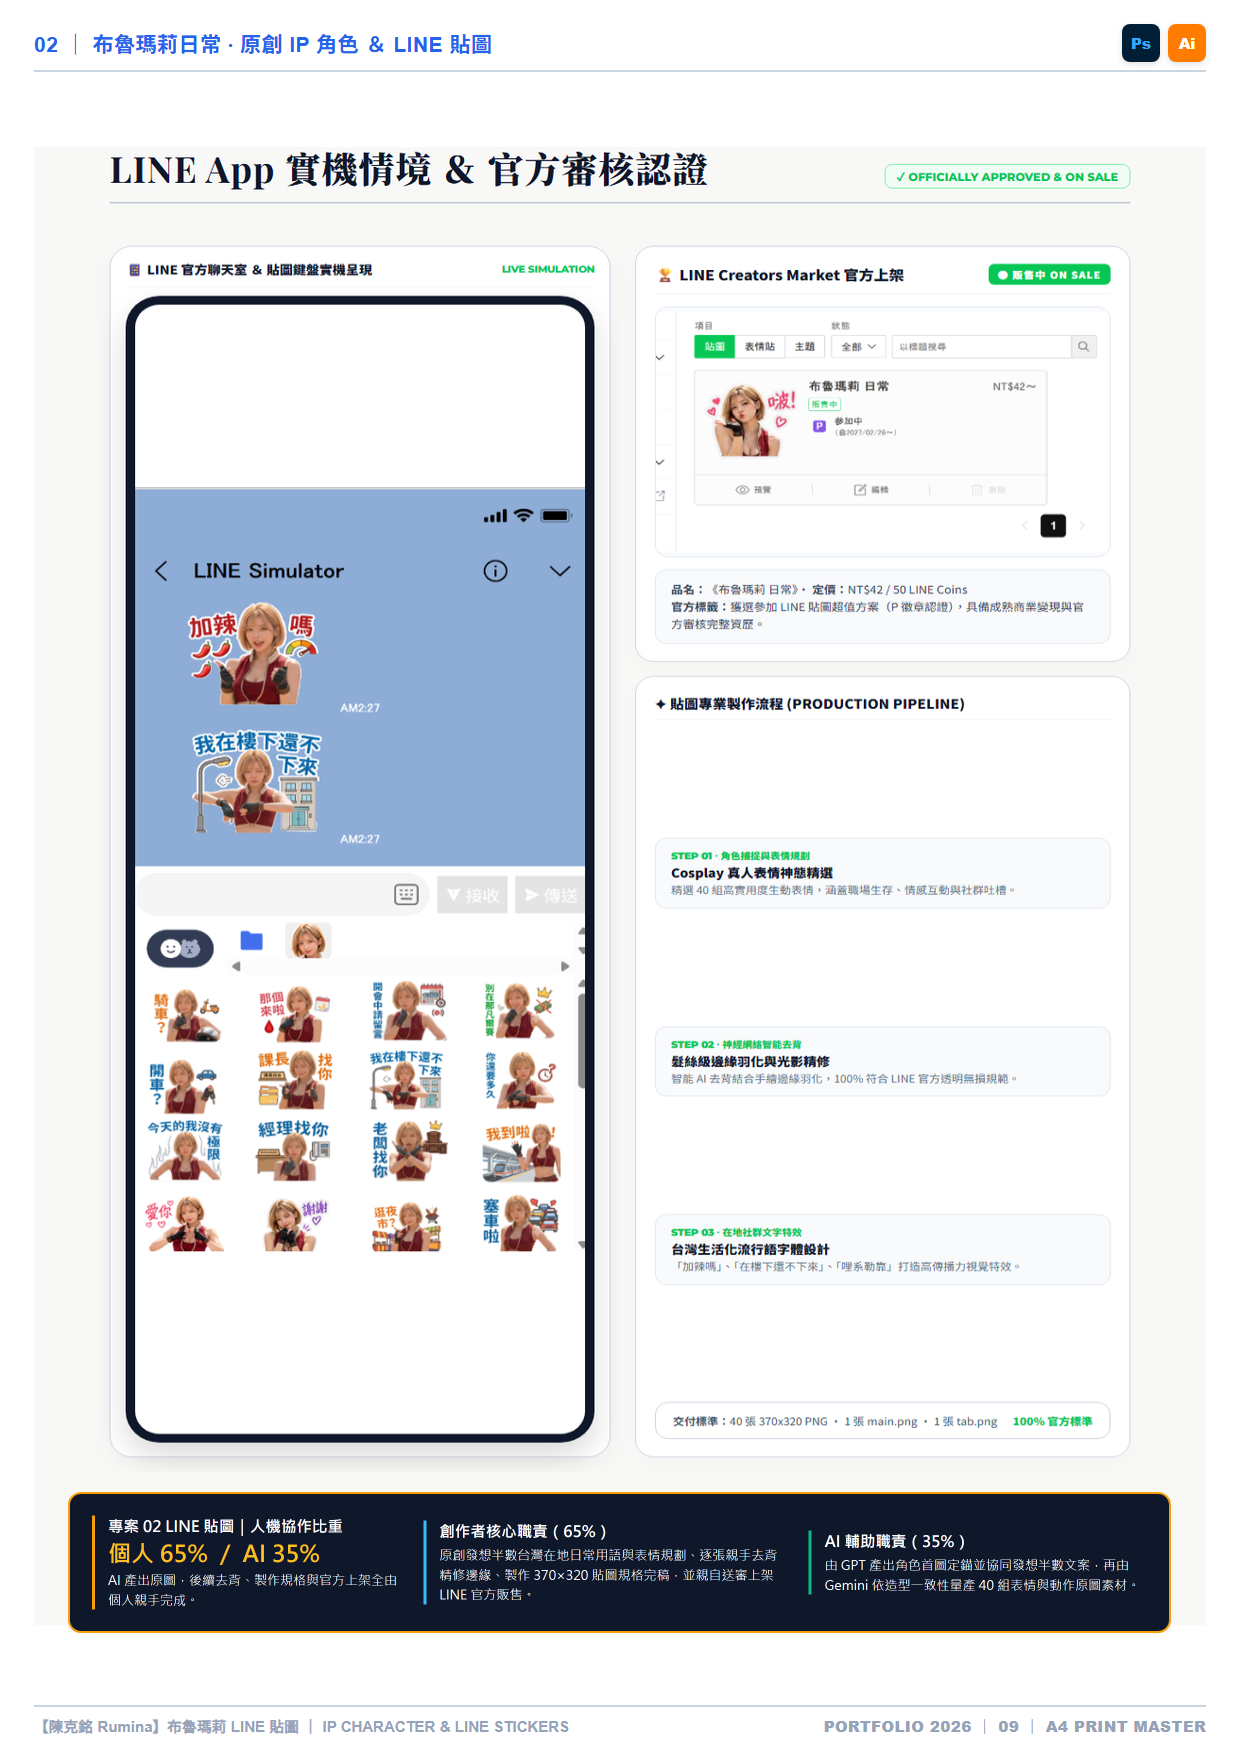 02 ｜ 布魯瑪莉日常 · 原創 IP 角色 ＆ LINE 貼圖
Ps
Ai
LINE App 實機情境 ＆ 官方審核認證
✓ OFFICIALLY APPROVED & ON SALE
LINE 官方聊天室 & 貼圖鍵盤實機呈現
LIVE SIMULATION
LINE Simulator
加辣嗎
AM2:27
我在樓下還不
下來
AM2:27
▼ 接收
▶ 傳送
騎車？
那個來啦
開會中請留言
別在那凡爾賽
開車？
課長找你
我在樓下還不下來
你還要多久
今天的我沒有極限
經理找你
老闆找你
我到啦！
愛你
謝謝
逛夜市？
塞車啦
LINE Creators Market 官方上架
● 販售中 ON SALE
項目
狀態
貼圖
表情貼
主題
全部
以標題搜尋
啵！
布魯瑪莉 日常
NT$42～
販售中
P
參加中
（自2027/02/28～）
預覽
編輯
刪除
1
品名：《布魯瑪莉 日常》・ 定價：NT$42 / 50 LINE Coins
官方標籤：獲選參加 LINE 貼圖超值方案（P 徽章認證），具備成熟商業變現與官
方審核完整資歷。
✦ 貼圖專業製作流程 (PRODUCTION PIPELINE)
STEP 01 · 角色捕捉與表情規劃
Cosplay 真人表情神態精選
精選 40 組高實用度生動表情，涵蓋職場生存、情感互動與社群吐槽。
STEP 02 · 神經網絡智能去背
髮絲級邊緣羽化與光影精修
智能 AI 去背結合手繪邊緣羽化，100% 符合 LINE 官方透明無損規範。
STEP 03 · 在地社群文字特效
台灣生活化流行語字體設計
「加辣嗎」、「在樓下還不下來」、「哩系勒靠」打造高傳播力視覺特效。
交付標準：40 張 370x320 PNG ・ 1 張 main.png ・ 1 張 tab.png
100% 官方標準
專案 02 LINE 貼圖｜人機協作比重
個人 65% / AI 35%
AI 產出原圖，後續去背、製作規格與官方上架全由
個人親手完成。
創作者核心職責（65%）
原創發想半數台灣在地日常用語與表情規劃、逐張親手去背
精修邊緣、製作 370×320 貼圖規格完稿，並親自送審上架
LINE 官方販售。
AI 輔助職責（35%）
由 GPT 產出角色首圖定錨並協同發想半數文案，再由
Gemini 依造型一致性量產 40 組表情與動作原圖素材。
【陳克銘 Rumina】布魯瑪莉 LINE 貼圖 ｜ IP CHARACTER & LINE STICKERS
PORTFOLIO 2026 ｜ 09 ｜ A4 PRINT MASTER